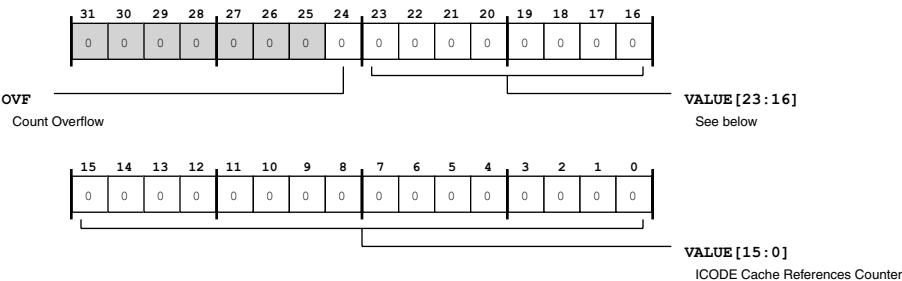 31 30 29 28 27 26 25 24 23 22 21 20 19 18 17 16
0 0 0 0 0 0 0 0 0 0 0 0 0 0 0 0
OVF
Count Overflow
VALUE[23:16]
See below
15 14 13 12 11 10 9 8 7 6 5 4 3 2 1 0
0 0 0 0 0 0 0 0 0 0 0 0 0 0 0 0
VALUE[15:0]
ICODE Cache References Counter